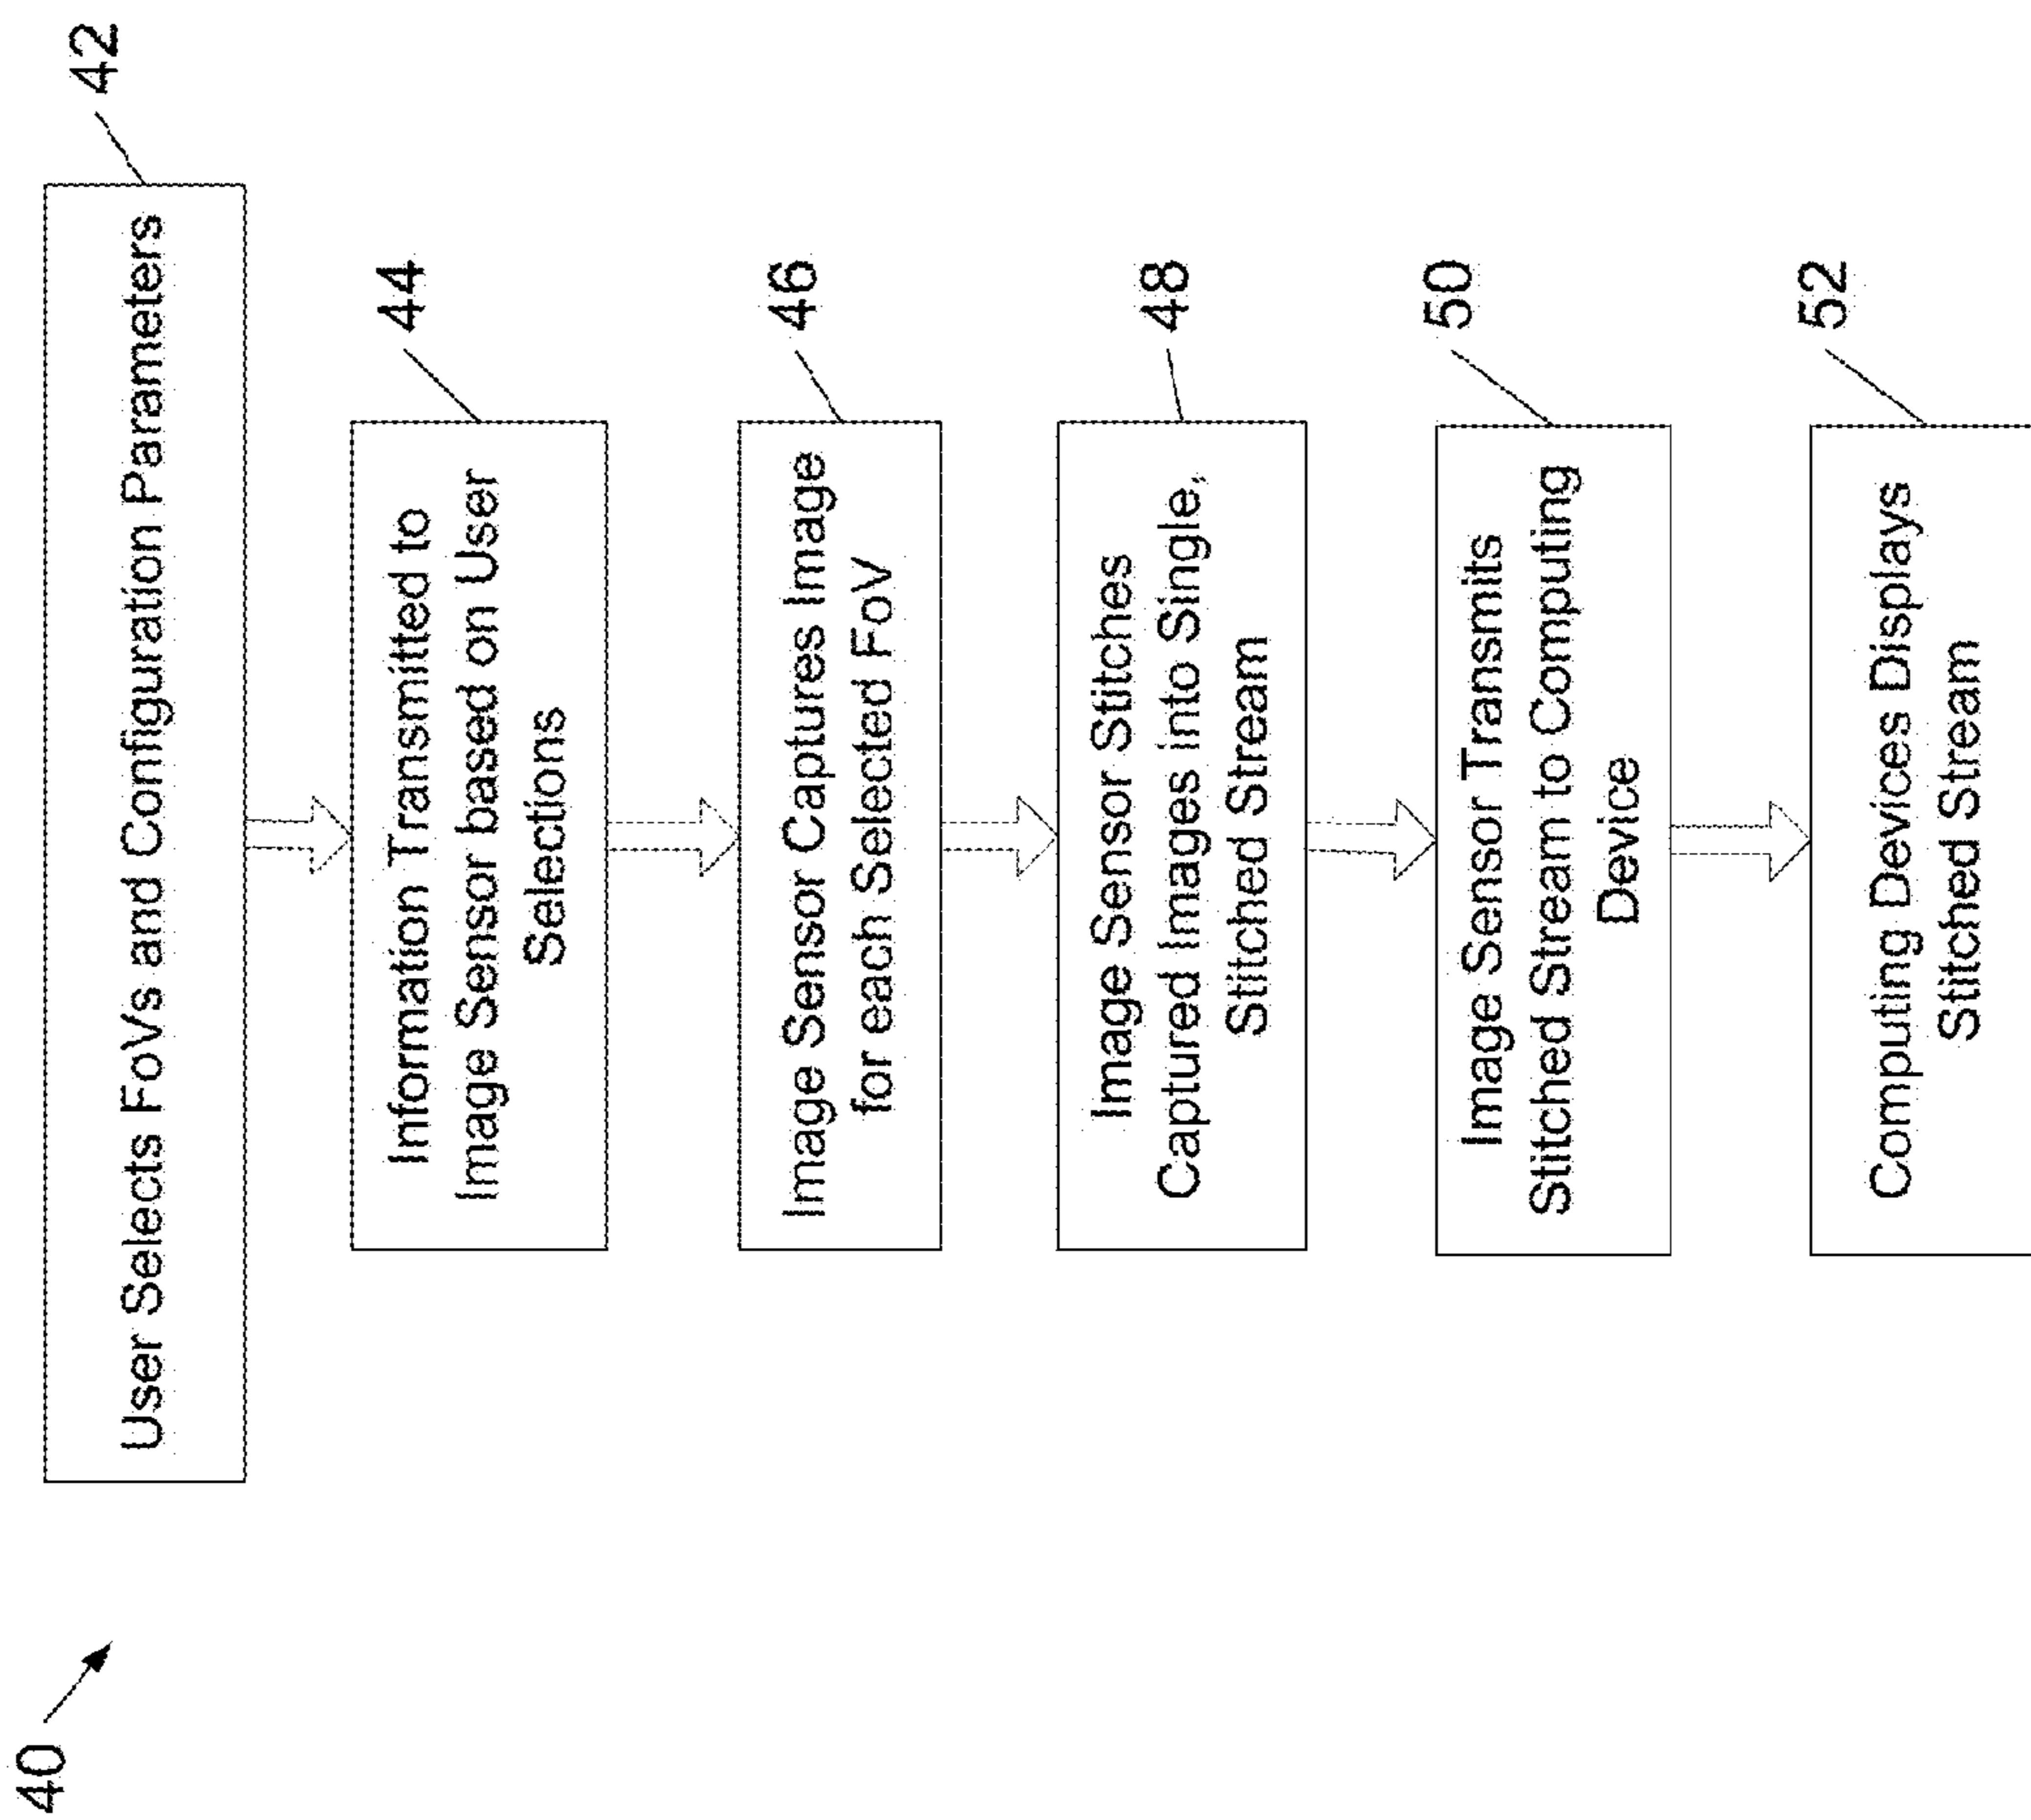 40
User Selects FoVs and Configuration Parameters
42
Information Transmitted to
Image Sensor based on User
Selections
44
Image Sensor Captures Image
for each Selected FoV
46
Image Sensor Stitches
Captured Images into Single,
Stitched Stream
48
Image Sensor Transmits
Stitched Stream to Computing
Device
50
Computing Devices Displays
Stitched Stream
52